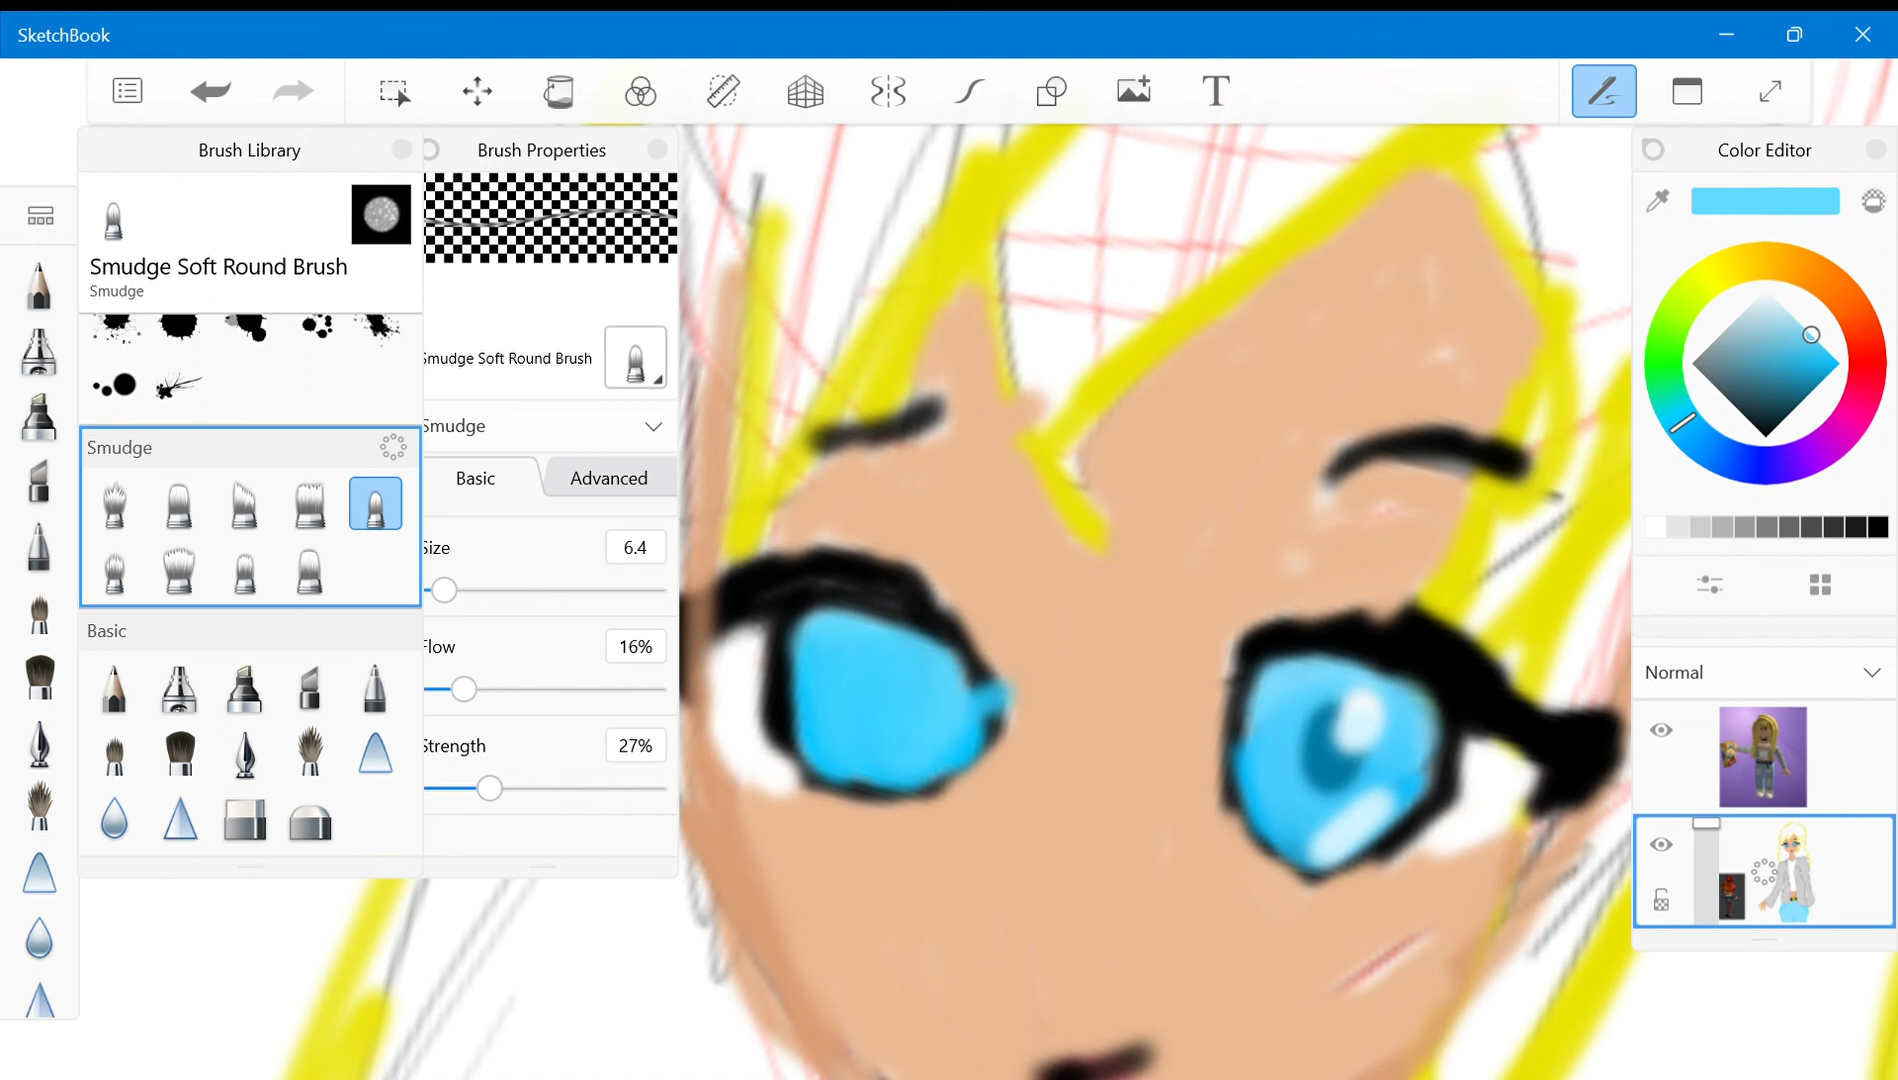 SketchBook
T
Brush Library
Brush Properties
Color Editor
Smudge Soft Round Brush
Smudge
Smudge Soft Round Brush
Smudge
Smudge
Basic
Advanced
Size
6.4
Basic
Flow
16%
Normal
Strength
27%